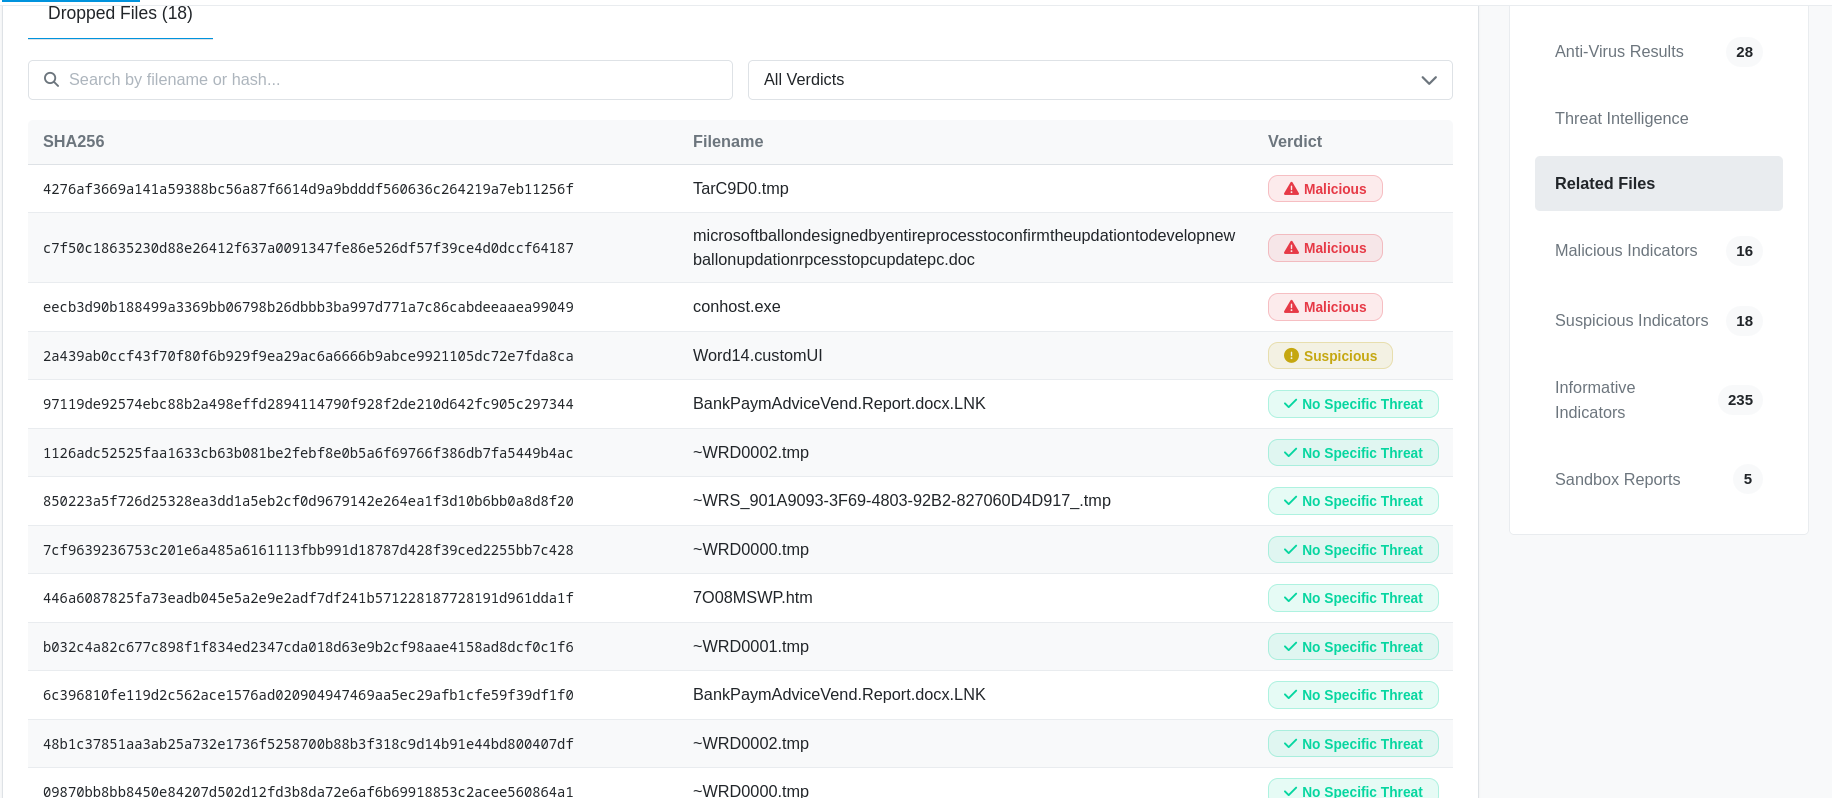 Dropped Files (18)
Search by filename or hash...
All Verdicts
SHA256 Filename Verdict
4276af3669a141a59388bc56a87f6614d9a9bdddf560636c264219a7eb11256f TarC9D0.tmp Malicious
c7f50c18635230d88e26412f637a0091347fe86e526df57f39ce4d0dccf64187 microsoftballondesignedbyentireprocesstoconfirmtheupdationtodevelopnew
ballonupdationrpcesstopcupdatepc.doc Malicious
eecb3d90b188499a3369bb06798b26dbbb3ba997d771a7c86cabdeeaaea99049 conhost.exe Malicious
2a439ab0ccf43f70f80f6b929f9ea29ac6a6666b9abce9921105dc72e7fda8ca Word14.customUI Suspicious
97119de92574ebc88b2a498effd2894114790f928f2de210d642fc905c297344 BankPaymAdviceVend.Report.docx.LNK No Specific Threat
1126adc52525faa1633cb63b081be2febf8e0b5a6f69766f386db7fa5449b4ac ~WRD0002.tmp No Specific Threat
850223a5f726d25328ea3dd1a5eb2cf0d9679142e264ea1f3d10b6bb0a8d8f20 ~WRS_901A9093-3F69-4803-92B2-827060D4D917_.tmp No Specific Threat
7cf9639236753c201e6a485a6161113fbb991d18787d428f39ced2255bb7c428 ~WRD0000.tmp No Specific Threat
446a6087825fa73eadb045e5a2e9e2adf7df241b571228187728191d961dda1f 7O08MSWP.htm No Specific Threat
b032c4a82c677c898f1f834ed2347cda018d63e9b2cf98aae4158ad8dcf0c1f6 ~WRD0001.tmp No Specific Threat
6c396810fe119d2c562ace1576ad020904947469aa5ec29afb1cfe59f39df1f0 BankPaymAdviceVend.Report.docx.LNK No Specific Threat
48b1c37851aa3ab25a732e1736f5258700b88b3f318c9d14b91e44bd800407df ~WRD0002.tmp No Specific Threat
09870bb8bb8450e84207d502d12fd3b8da72e6af6b69918853c2acee560864a1 ~WRD0000.tmp No Specific Threat
Anti-Virus Results 28
Threat Intelligence
Related Files
Malicious Indicators 16
Suspicious Indicators 18
Informative
Indicators 235
Sandbox Reports 5